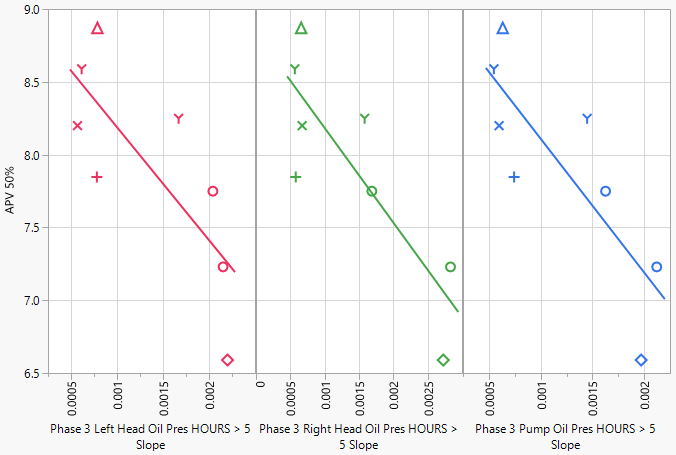 9.0
8.5
8.0
7.5
7.0
6.5
APV 50%
0.0005
0.001
0.0015
0.002
0
0.0005
0.001
0.0015
0.002
0.0025
0.0005
0.001
0.0015
0.002
Phase 3 Left Head Oil Pres HOURS > 5
Slope
Phase 3 Right Head Oil Pres HOURS >
5 Slope
Phase 3 Pump Oil Pres HOURS > 5
Slope